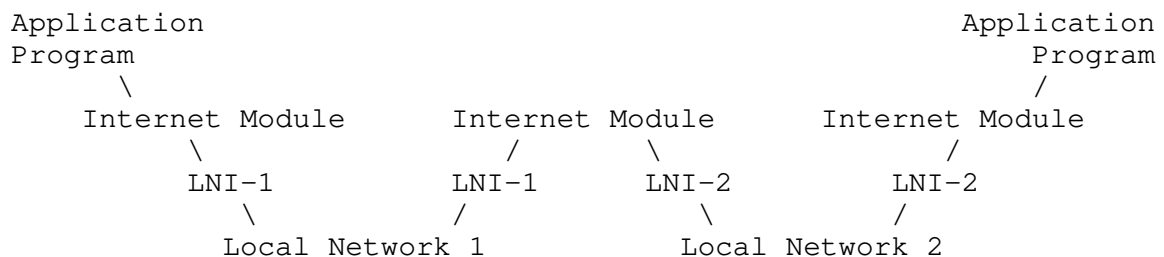 Application Application
Program Program
\ /
Internet Module Internet Module Internet Module
\ / \ /
LNI-1 LNI-1 LNI-2 LNI-2
\ / \ /
Local Network 1 Local Network 2